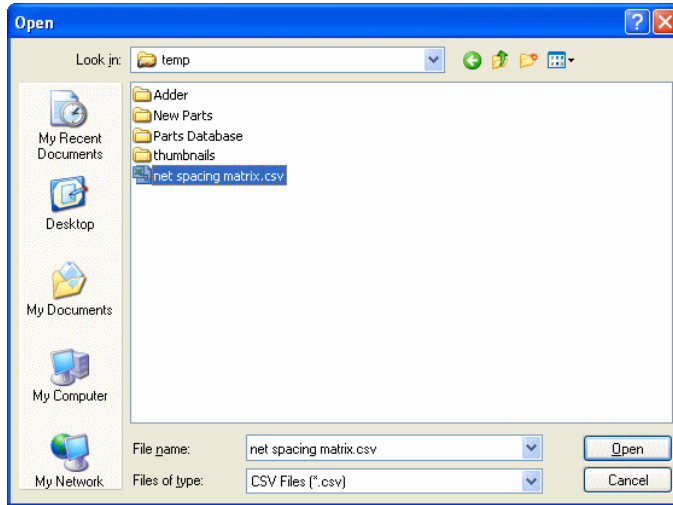 Open
Look in:
temp
Adder
New Parts
Parts Database
thumbnails
net spacing matrix.csv
My Recent
Documents
Desktop
My Documents
My Computer
My Network
File name:
net spacing matrix.csv
Open
Files of type:
CSV Files (*.csv)
Cancel